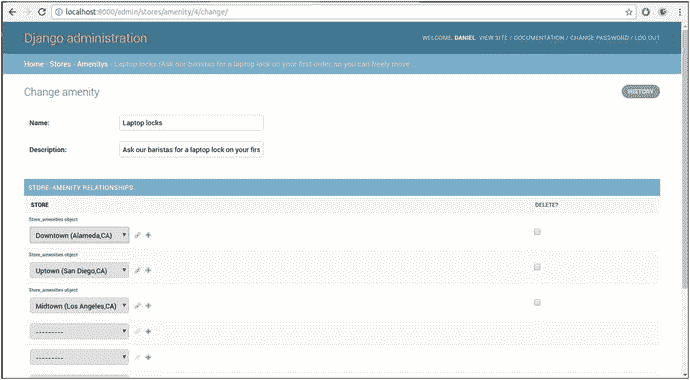 localhost:8000/admin/stores/amenity/4/change/
Django administration
WELCOME, DANIEL. VIEW SITE / DOCUMENTATION / CHANGE PASSWORD / LOG OUT
Home › Stores › Amenitys › Laptop locks (Ask our baristas for a laptop lock on your first order, so you can freely move ...
Change amenity
HISTORY
Name: Laptop locks
Description: Ask our baristas for a laptop lock on your firs
STORE-AMENITY RELATIONSHIPS
STORE DELETE?
Store_amenities object
Downtown (Alameda,CA)
Store_amenities object
Uptown (San Diego,CA)
Store_amenities object
Midtown (Los Angeles,CA)
---------
---------